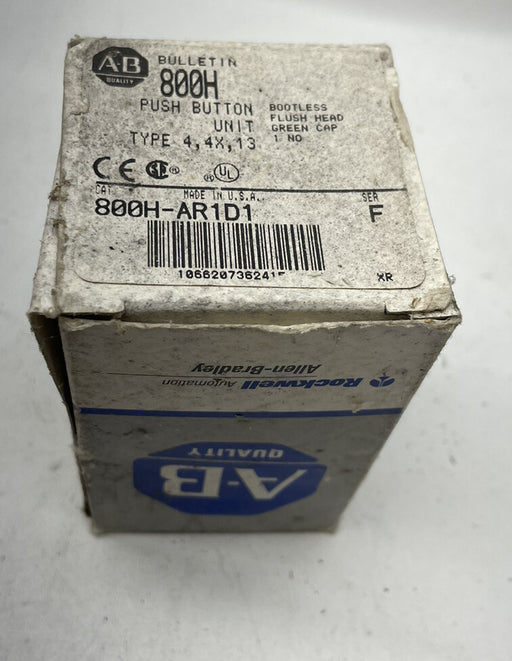 AB
QUALITY
BULLETIN
800H
PUSH BUTTON
UNIT
TYPE 4,4X,13
BOOTLESS
FLUSH HEAD
GREEN CAP
1 NO
CE
UL
CAT
MADE IN U.S.A.
SER
800H-AR1D1
F
XR
Rockwell Automation
Allen-Bradley
A-B
QUALITY